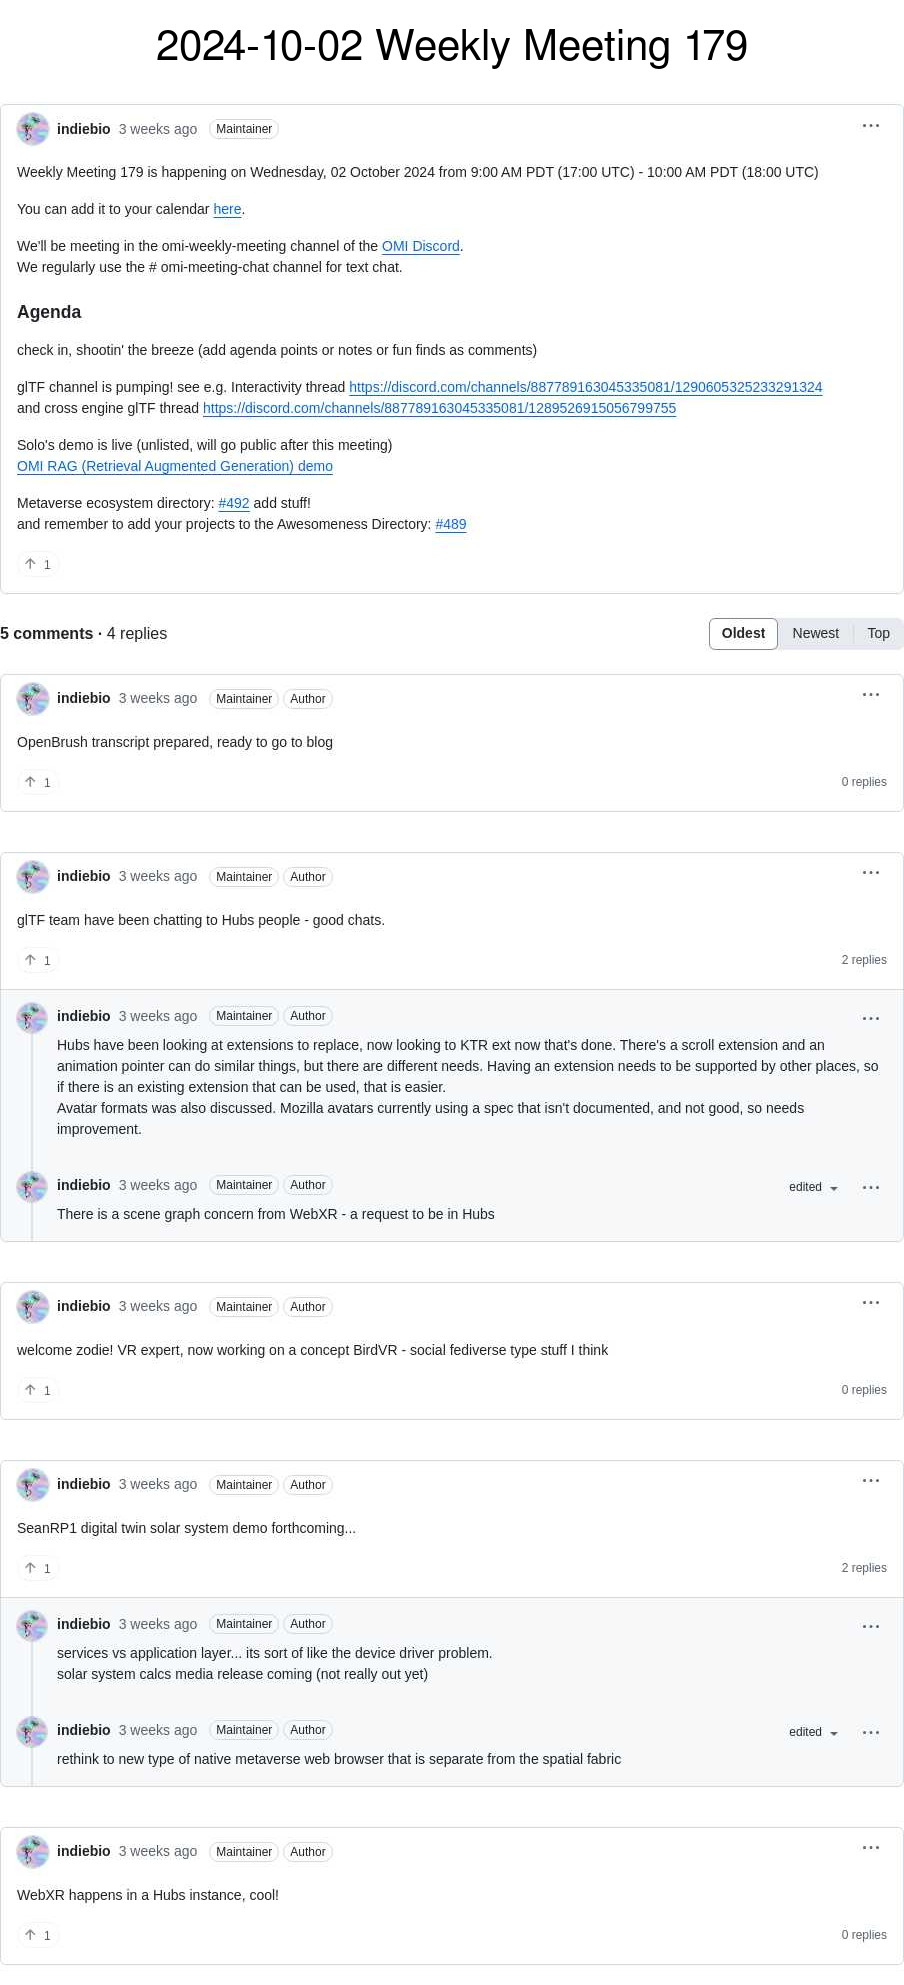 2024-10-02 Weekly Meeting 179
indiebio 3 weeks ago Maintainer
Weekly Meeting 179 is happening on Wednesday, 02 October 2024 from 9:00 AM PDT (17:00 UTC) - 10:00 AM PDT (18:00 UTC)
You can add it to your calendar here.
We'll be meeting in the omi-weekly-meeting channel of the OMI Discord.
We regularly use the # omi-meeting-chat channel for text chat.
Agenda
check in, shootin' the breeze (add agenda points or notes or fun finds as comments)
glTF channel is pumping! see e.g. Interactivity thread https://discord.com/channels/887789163045335081/1290605325233291324
and cross engine glTF thread https://discord.com/channels/887789163045335081/1289526915056799755
Solo's demo is live (unlisted, will go public after this meeting)
OMI RAG (Retrieval Augmented Generation) demo
Metaverse ecosystem directory: #492 add stuff!
and remember to add your projects to the Awesomeness Directory: #489
1
5 comments · 4 replies Oldest Newest Top
indiebio 3 weeks ago Maintainer Author
OpenBrush transcript prepared, ready to go to blog
1 0 replies
indiebio 3 weeks ago Maintainer Author
glTF team have been chatting to Hubs people - good chats.
1 2 replies
indiebio 3 weeks ago Maintainer Author
Hubs have been looking at extensions to replace, now looking to KTR ext now that's done. There's a scroll extension and an
animation pointer can do similar things, but there are different needs. Having an extension needs to be supported by other places, so
if there is an existing extension that can be used, that is easier.
Avatar formats was also discussed. Mozilla avatars currently using a spec that isn't documented, and not good, so needs
improvement.
indiebio 3 weeks ago Maintainer Author edited
There is a scene graph concern from WebXR - a request to be in Hubs
indiebio 3 weeks ago Maintainer Author
welcome zodie! VR expert, now working on a concept BirdVR - social fediverse type stuff I think
1 0 replies
indiebio 3 weeks ago Maintainer Author
SeanRP1 digital twin solar system demo forthcoming...
1 2 replies
indiebio 3 weeks ago Maintainer Author
services vs application layer... its sort of like the device driver problem.
solar system calcs media release coming (not really out yet)
indiebio 3 weeks ago Maintainer Author edited
rethink to new type of native metaverse web browser that is separate from the spatial fabric
indiebio 3 weeks ago Maintainer Author
WebXR happens in a Hubs instance, cool!
1 0 replies